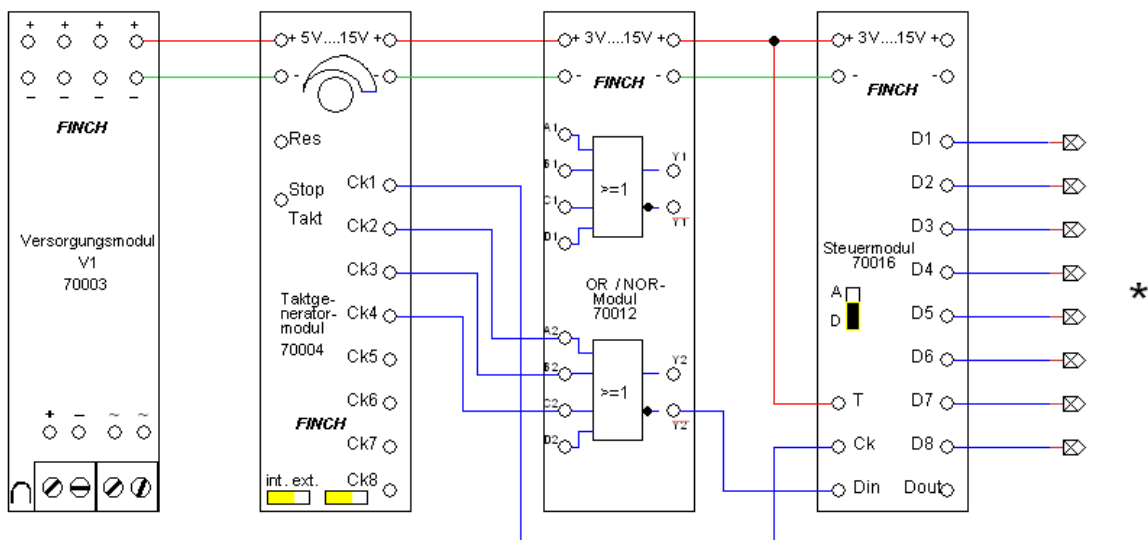 + + + +
− − − −
FINCH
Versorgungsmodul
V1
70003
+ − ~ ~
+ 5V....15V +
- -
Res
Stop
Takt
Ck1
Ck2
Ck3
Ck4
Ck5
Ck6
Ck7
Ck8
Taktge-
nerator-
modul
70004
FINCH
int. ext.
+ 3V....15V +
- -
FINCH
A1
B1
C1
D1
>=1
Y1
Y1
OR / NOR-
Modul
70012
A2
B2
C2
D2
>=1
Y2
Y2
+ 3V....15V +
- -
FINCH
D1
D2
D3
D4
D5
D6
D7
D8
Steuermodul
70016
A
D
T
Ck
Din
Dout
*